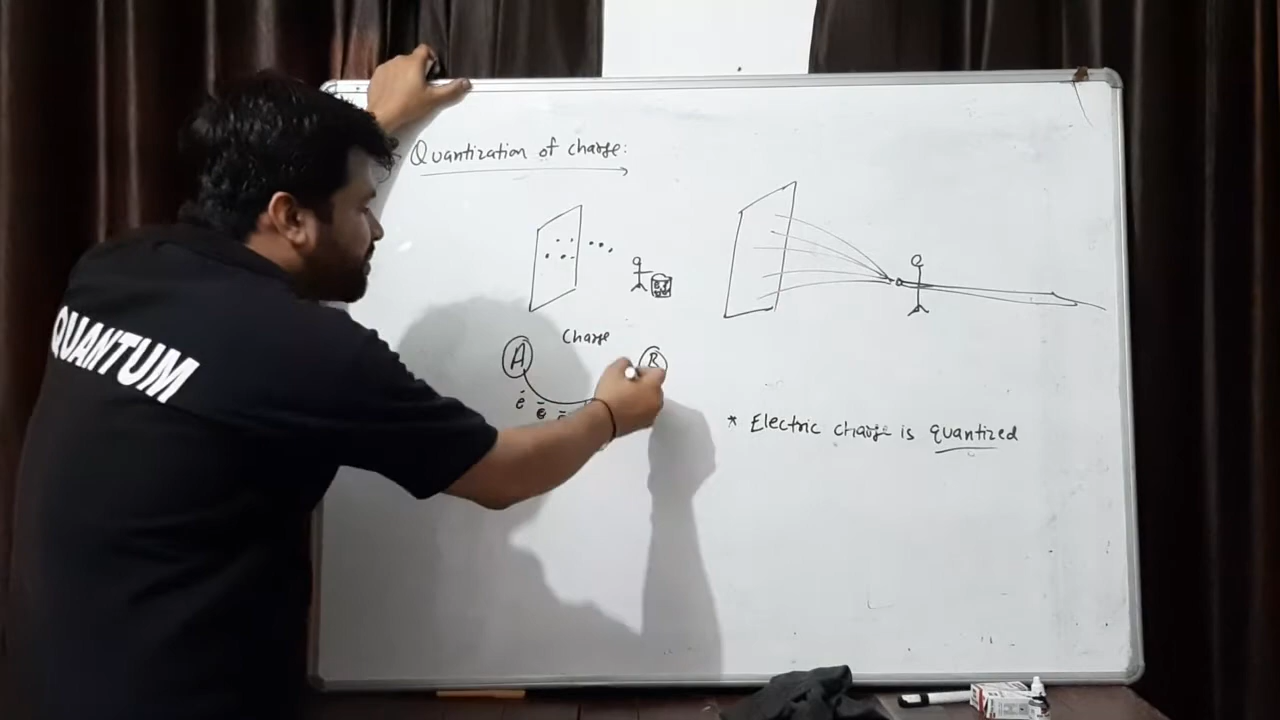 QUANTUM
Quantization of charge:
Charge
A
B
e⁻ e⁻ e⁻
* Electric charge is quantized